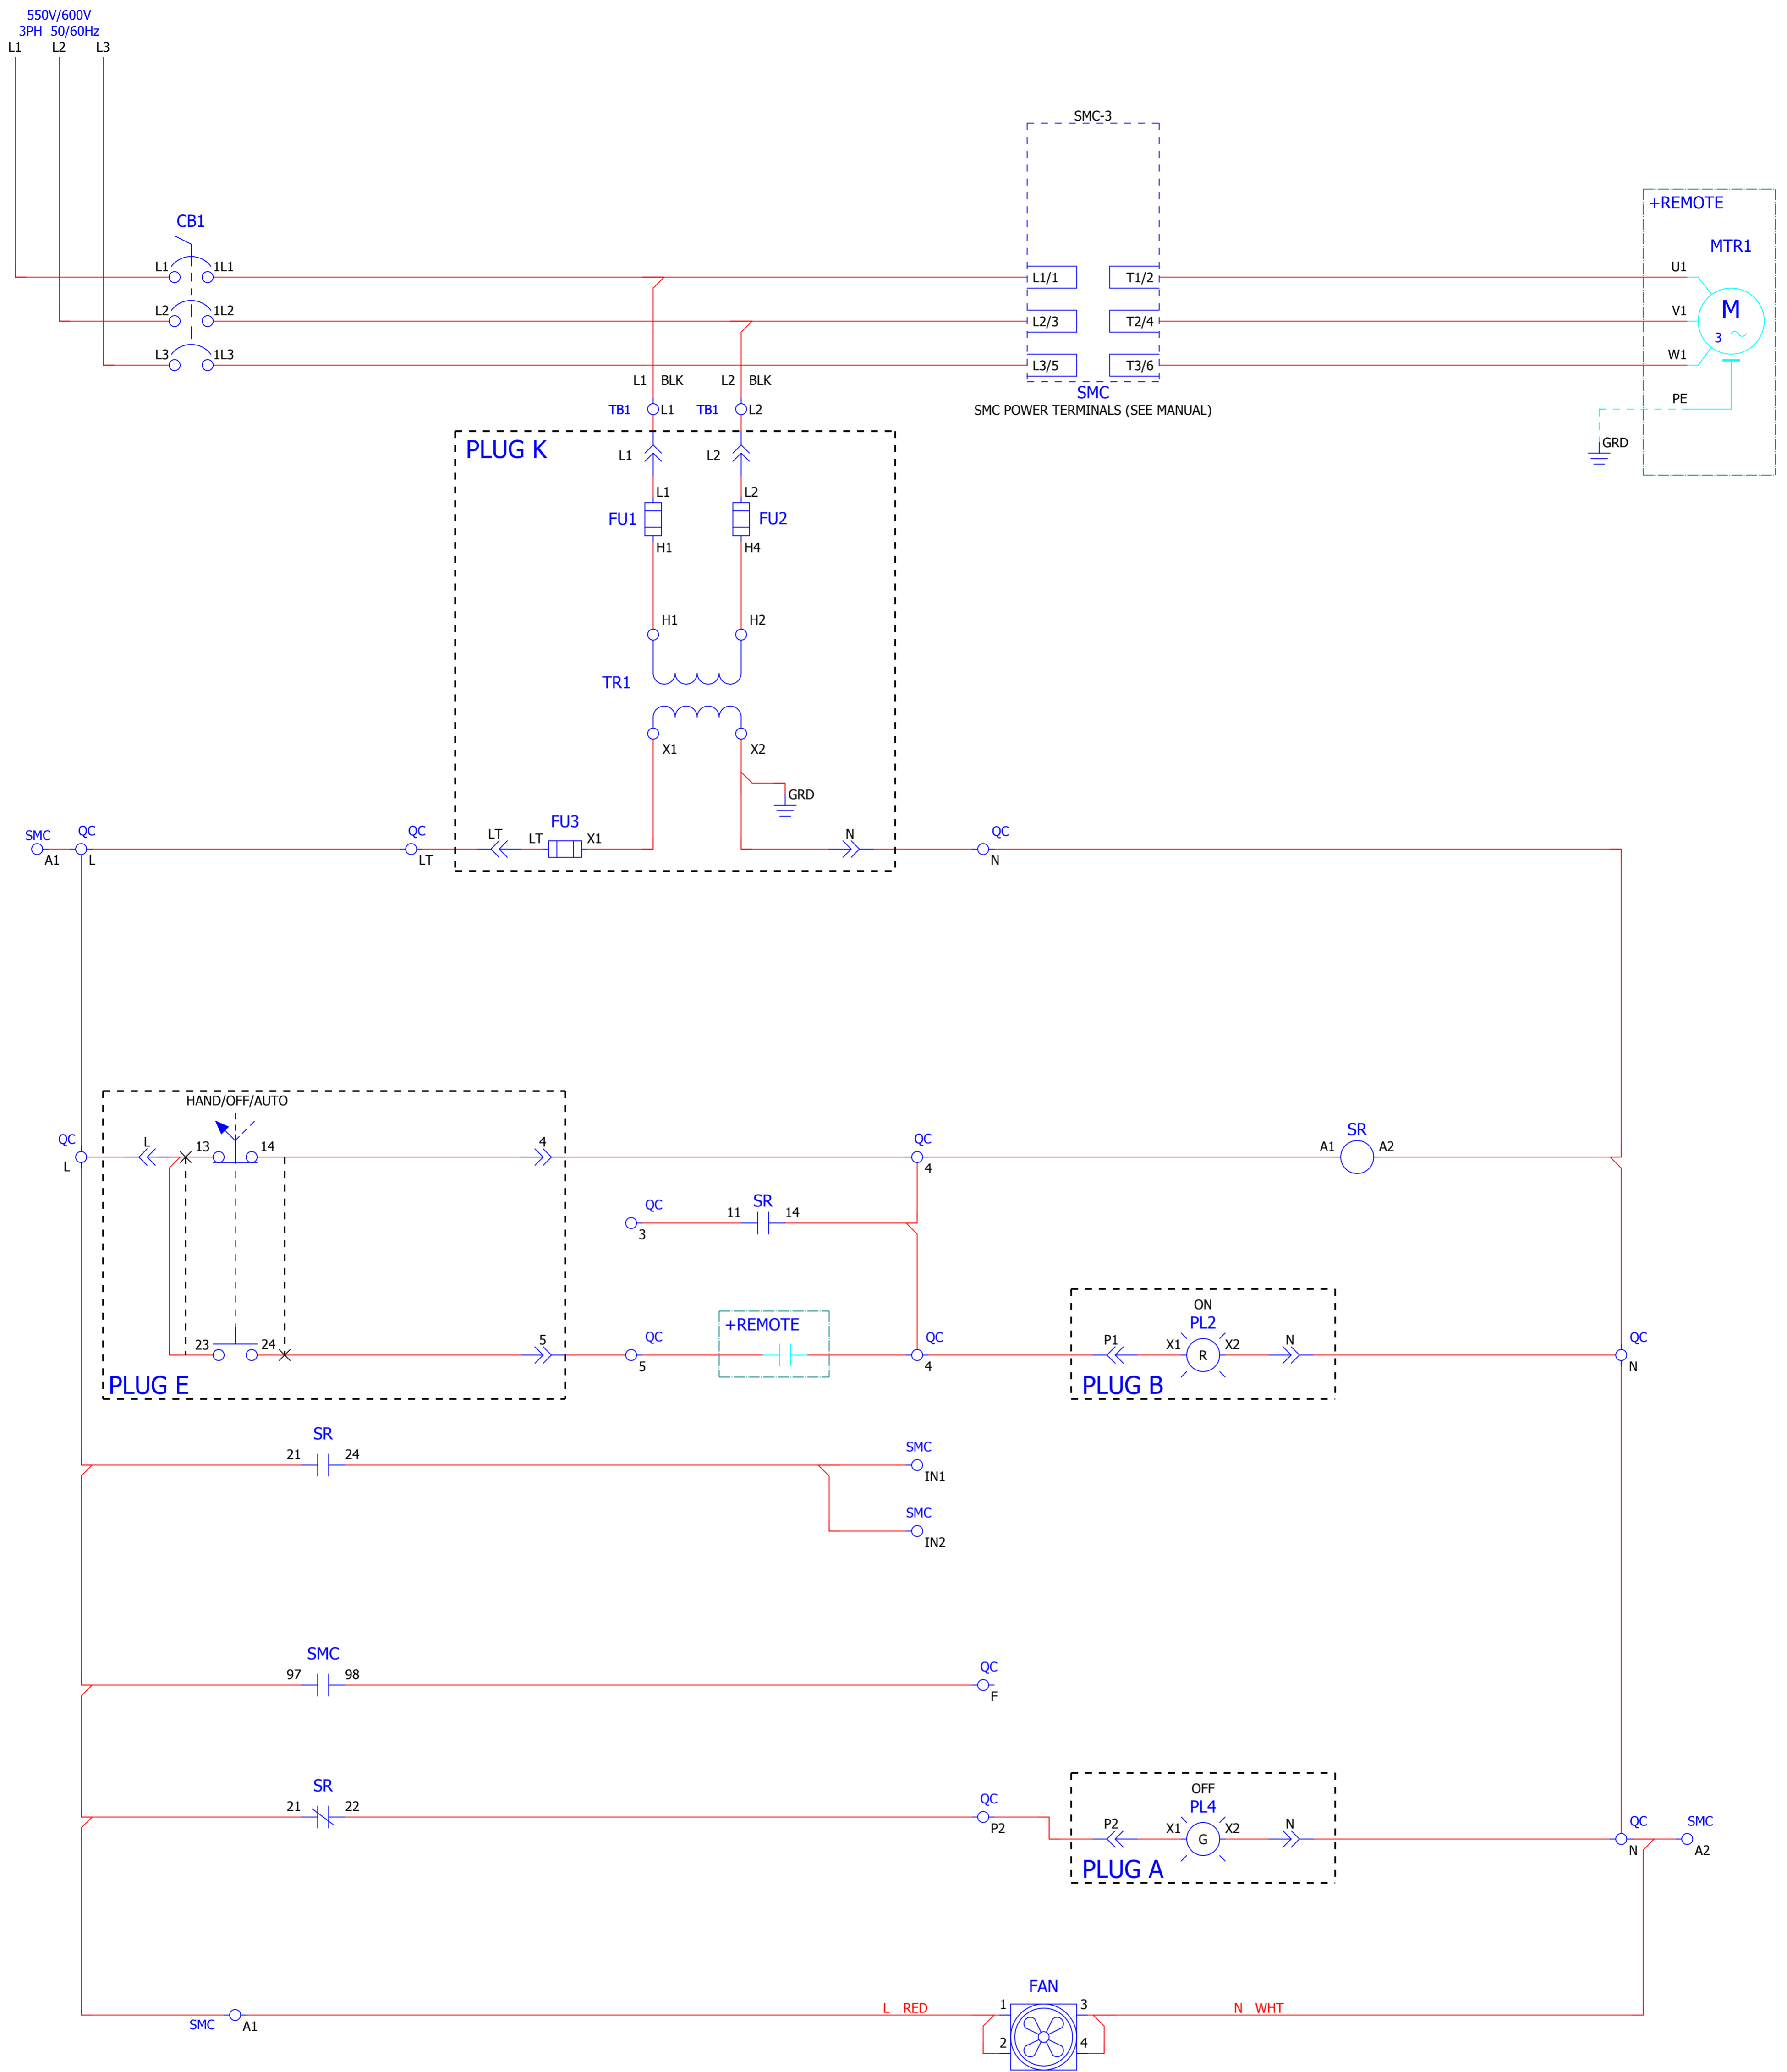 550V/600V
3PH 50/60Hz
L1 L2 L3
SMC-3
+REMOTE
CB1
MTR1
L1 1L1 L1/1 T1/2 U1
L2 1L2 L2/3 T2/4 V1 M
3
L3 1L3 L3/5 T3/6 W1
L1 BLK L2 BLK
SMC
PE
TB1 L1 TB1 L2
SMC POWER TERMINALS (SEE MANUAL)
GRD
PLUG K
L1 L2
L1 L2
FU1 FU2
H1 H4
H1 H2
TR1
X1 X2
GRD
SMC QC QC FU3 QC
LT LT X1 N
A1 L LT N
HAND/OFF/AUTO
QC L 13 14 4 QC SR
A1 A2
L 4
QC SR
11 14
3
ON
+REMOTE PL2
23 24 5 QC QC P1 X1 X2 N QC
R
5 4 N
PLUG E PLUG B
SR SMC
21 24
IN1
SMC
IN2
SMC QC
97 98
F
SR OFF
21 22 QC PL4
P2 P2 X1 X2 N QC SMC
G
N A2
PLUG A
FAN
L RED 1 3 N WHT
SMC A1
2 4